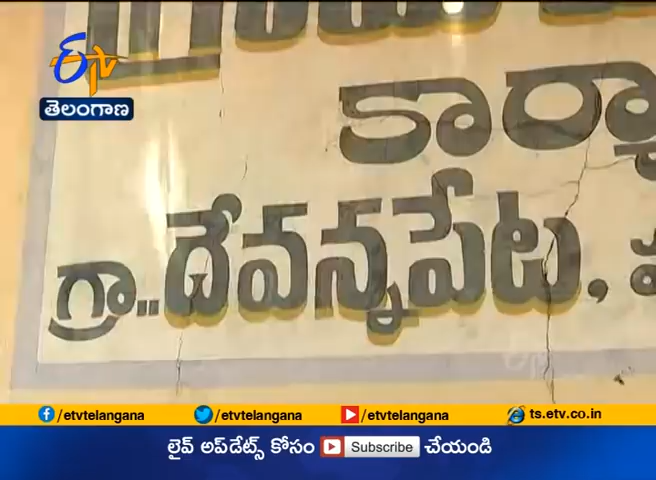 etv
తెలంగాణ
కార్యా
గ్రా.. దేవన్నపేట,
/etvtelangana /etvtelangana /etvtelangana ts.etv.co.in
లైవ్ అప్‌డేట్స్ కోసం Subscribe చేయండి